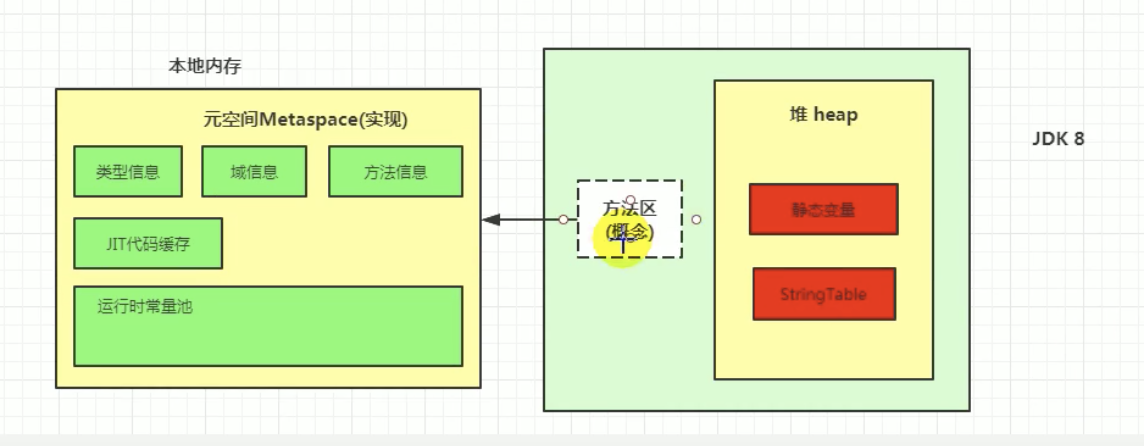 本地内存
元空间Metaspace(实现)
类型信息
域信息
方法信息
JIT代码缓存
运行时常量池
方法区
(概念)
堆 heap
静态变量
StringTable
JDK 8